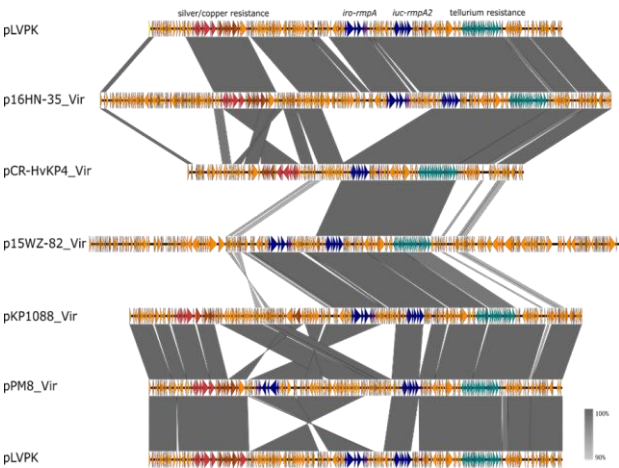 silver/copper resistance iro-rmpA iuc-rmpA2 tellurium resistance
pLVPK
p16HN-35_Vir
pCR-HvKP4_Vir
p15WZ-82_Vir
pKP1088_Vir
pPM8_Vir
100%
90%
pLVPK